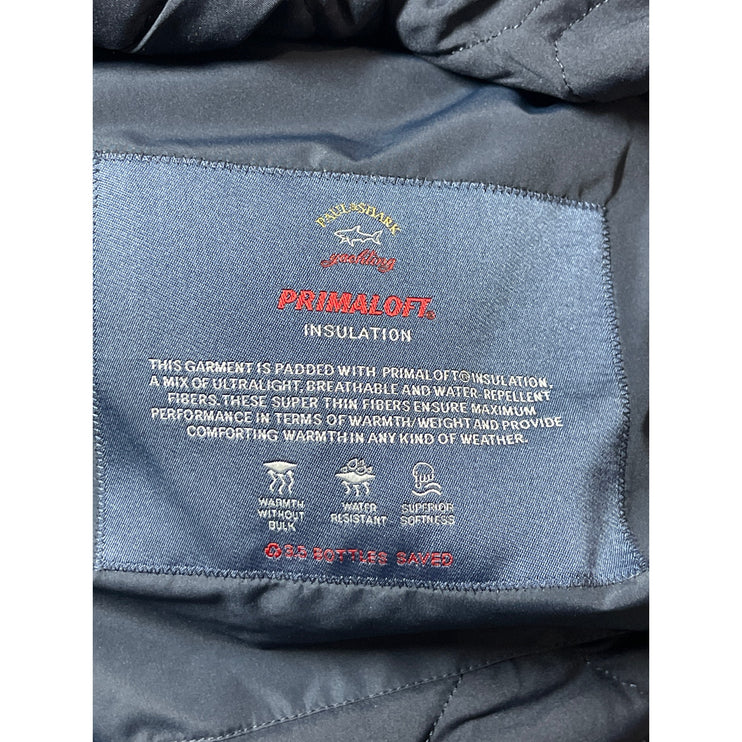 PAUL&SHARK
yachting
PRIMALOFT®
INSULATION
THIS GARMENT IS PADDED WITH PRIMALOFT® INSULATION,
A MIX OF ULTRALIGHT, BREATHABLE AND WATER-REPELLENT
FIBERS. THESE SUPER THIN FIBERS ENSURE MAXIMUM
PERFORMANCE IN TERMS OF WARMTH/WEIGHT AND PROVIDE
COMFORTING WARMTH IN ANY KIND OF WEATHER.
WARMTH
WITHOUT
BULK
WATER
RESISTANT
SUPERIOR
SOFTNESS
BOTTLES SAVED